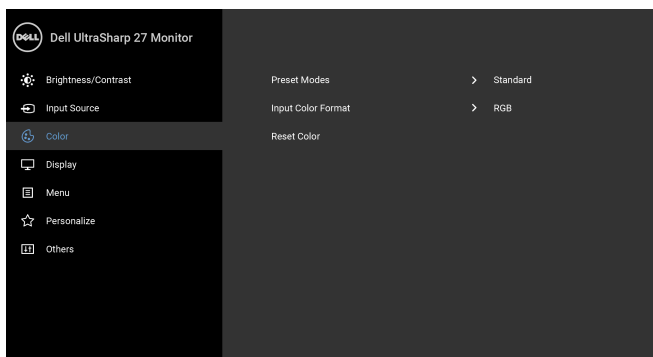 DELL Dell UltraSharp 27 Monitor
Brightness/Contrast
Input Source
Color
Display
Menu
Personalize
Others
Preset Modes Standard
Input Color Format RGB
Reset Color